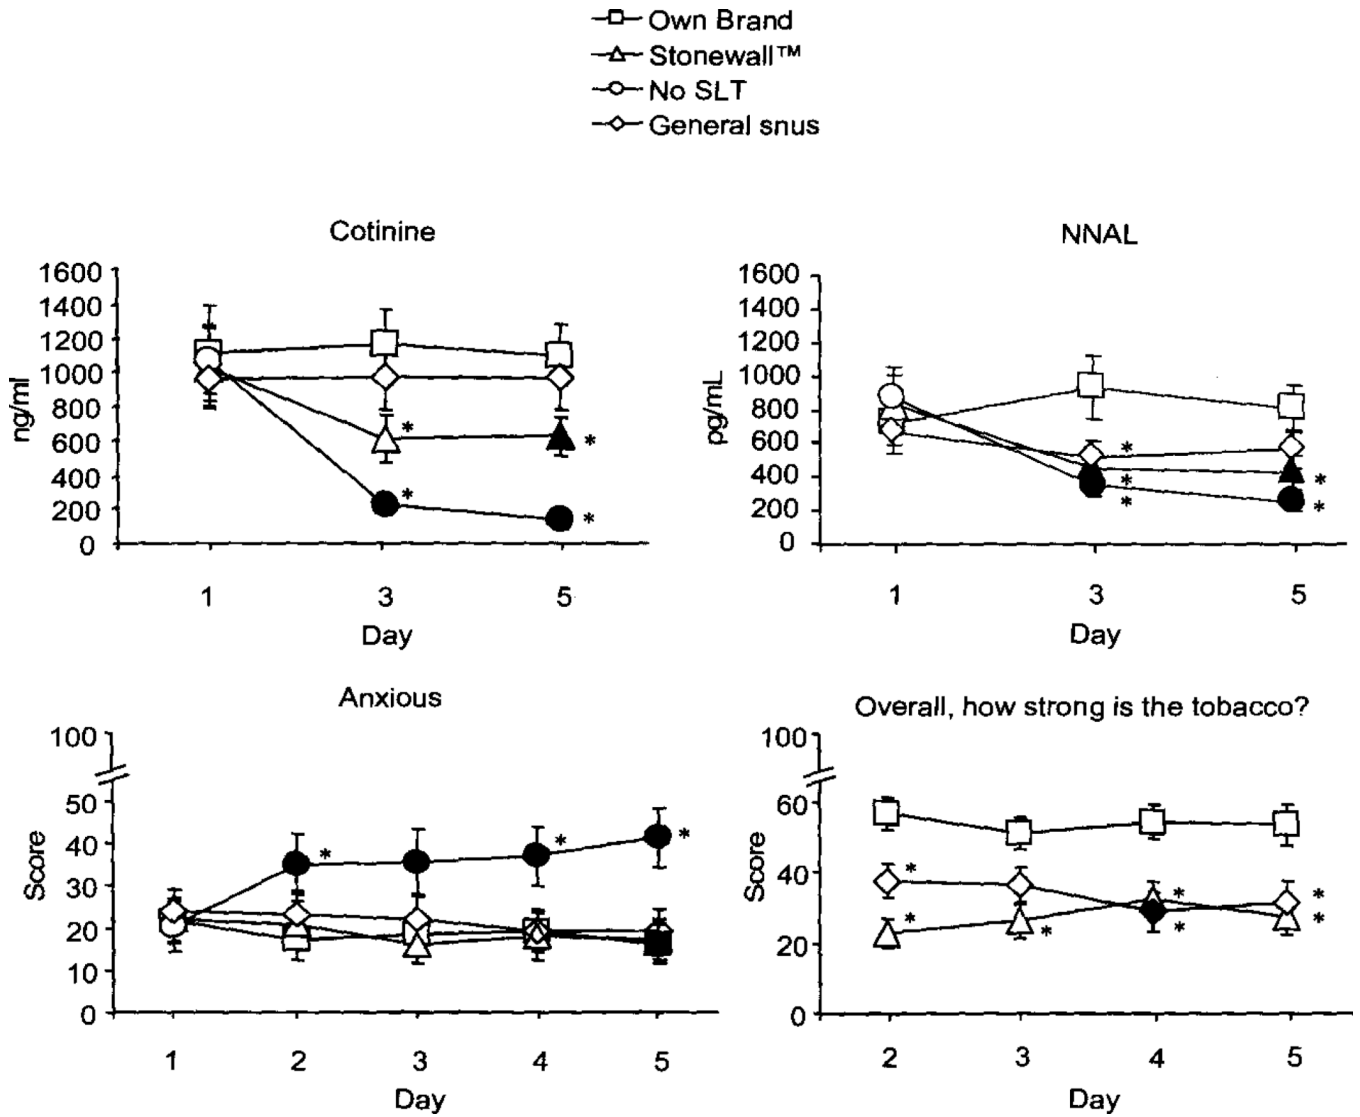 Own Brand
Stonewall™
No SLT
General snus
Cotinine
1600
1400
1200
1000
800
600
400
200
0
ng/ml
*
*
*
*
1 3 5
Day
NNAL
1600
1400
1200
1000
800
600
400
200
0
pg/mL
*
*
*
*
*
1 3 5
Day
Anxious
100
50
40
30
20
10
0
Score
*
*
*
1 2 3 4 5
Day
Overall, how strong is the tobacco?
100
60
40
20
0
Score
*
*
*
*
*
*
*
2 3 4 5
Day